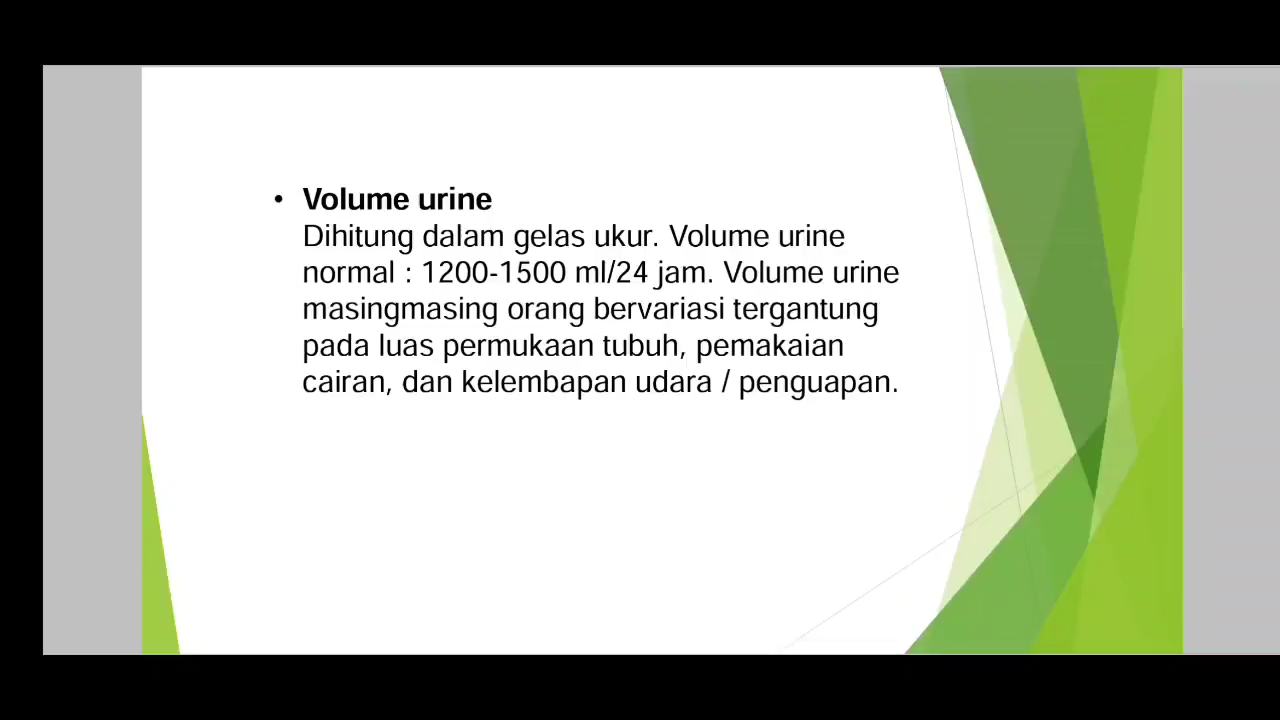 • Volume urine
Dihitung dalam gelas ukur. Volume urine
normal : 1200-1500 ml/24 jam. Volume urine
masingmasing orang bervariasi tergantung
pada luas permukaan tubuh, pemakaian
cairan, dan kelembapan udara / penguapan.